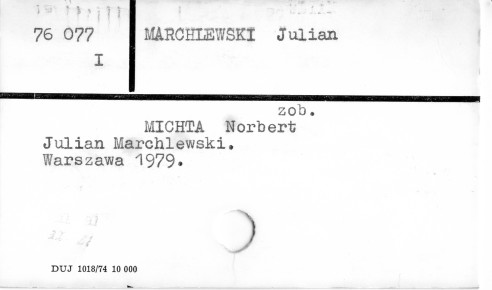 76 077
I
MARCHLEWSKI Julian
zob.
MICHTA Norbert
Julian Marchlewski.
Warszawa 1979.
DUJ 1018/74 10 000